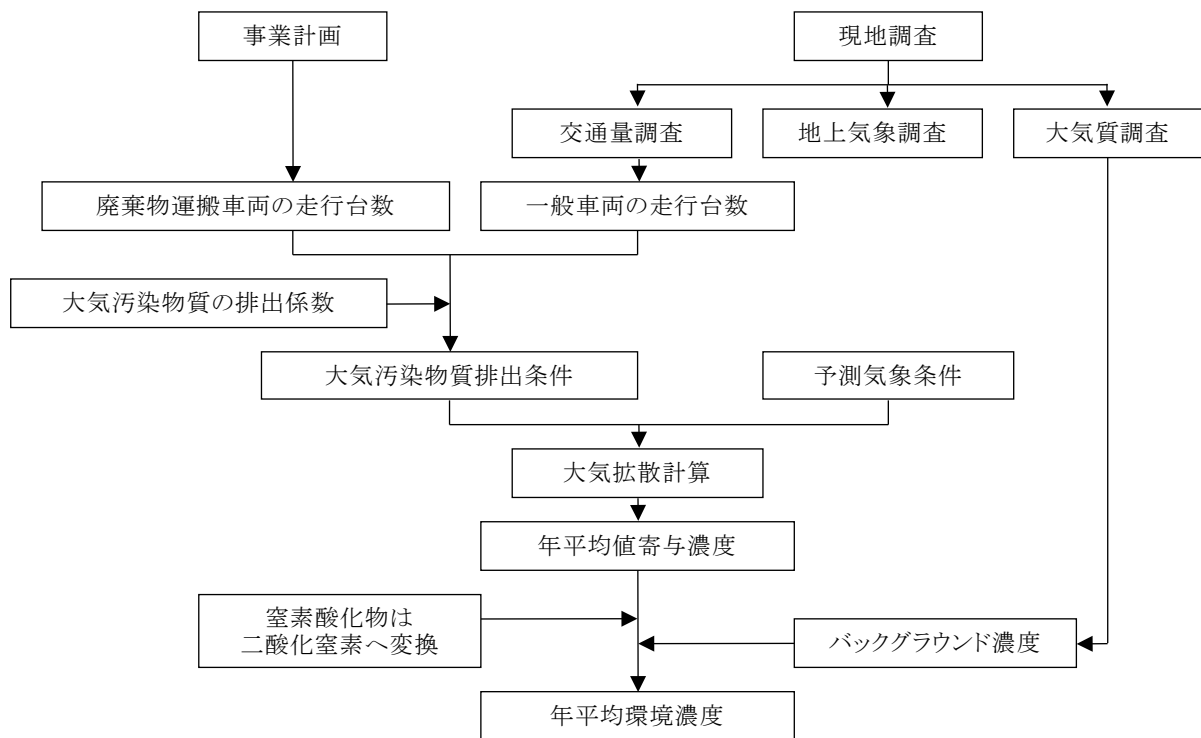 事業計画
現地調査
交通量調査
地上気象調査
大気質調査
廃棄物運搬車両の走行台数
一般車両の走行台数
大気汚染物質の排出係数
大気汚染物質排出条件
予測気象条件
大気拡散計算
年平均値寄与濃度
窒素酸化物は
二酸化窒素へ変換
バックグラウンド濃度
年平均環境濃度